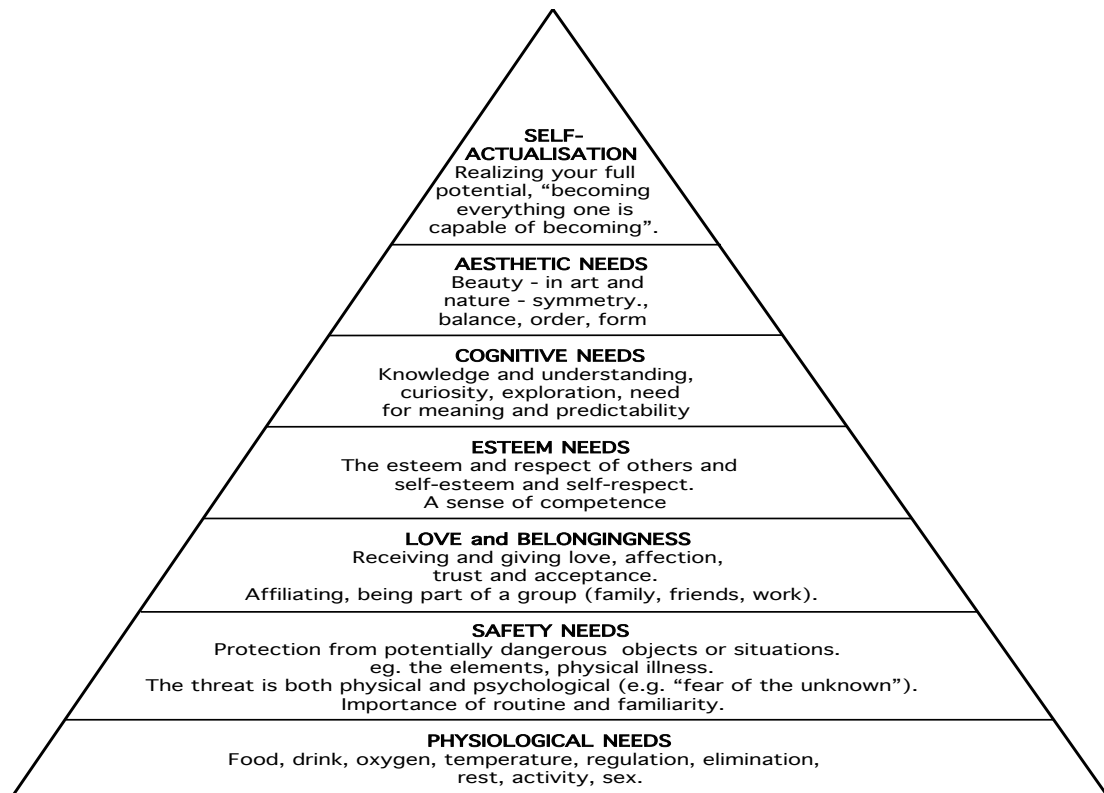 SELF-
ACTUALISATION
Realizing your full
potential, “becoming
everything one is
capable of becoming”.
AESTHETIC NEEDS
Beauty - in art and
nature - symmetry.,
balance, order, form
COGNITIVE NEEDS
Knowledge and understanding,
curiosity, exploration, need
for meaning and predictability
ESTEEM NEEDS
The esteem and respect of others and
self-esteem and self-respect.
A sense of competence
LOVE and BELONGINGNESS
Receiving and giving love, affection,
trust and acceptance.
Affiliating, being part of a group (family, friends, work).
SAFETY NEEDS
Protection from potentially dangerous  objects or situations.
eg. the elements, physical illness.
The threat is both physical and psychological (e.g. “fear of the unknown”).
Importance of routine and familiarity.
PHYSIOLOGICAL NEEDS
Food, drink, oxygen, temperature, regulation, elimination,
rest, activity, sex.